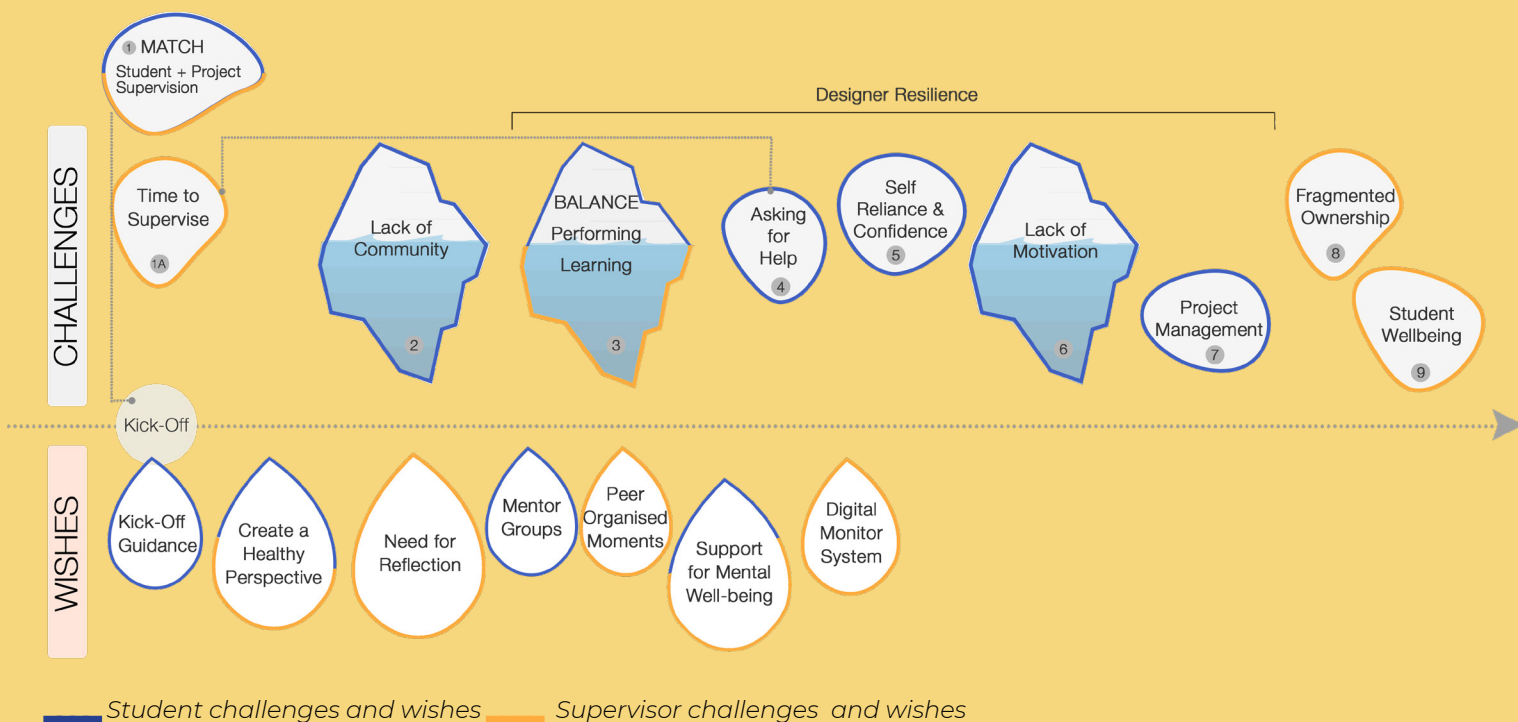 1 MATCH
Student + Project
Supervision
Designer Resilience
CHALLENGES
Time to
Supervise
1A
Lack of
Community
2
BALANCE
Performing
Learning
3
Asking
for
Help
4
Self
Reliance &
Confidence
5
Lack of
Motivation
6
Project
Management
7
Fragmented
Ownership
8
Student
Wellbeing
9
Kick-Off
WISHES
Kick-Off
Guidance
Create a
Healthy
Perspective
Need for
Reflection
Mentor
Groups
Peer
Organised
Moments
Support
for Mental
Well-being
Digital
Monitor
System
Student challenges and wishes
Supervisor challenges and wishes